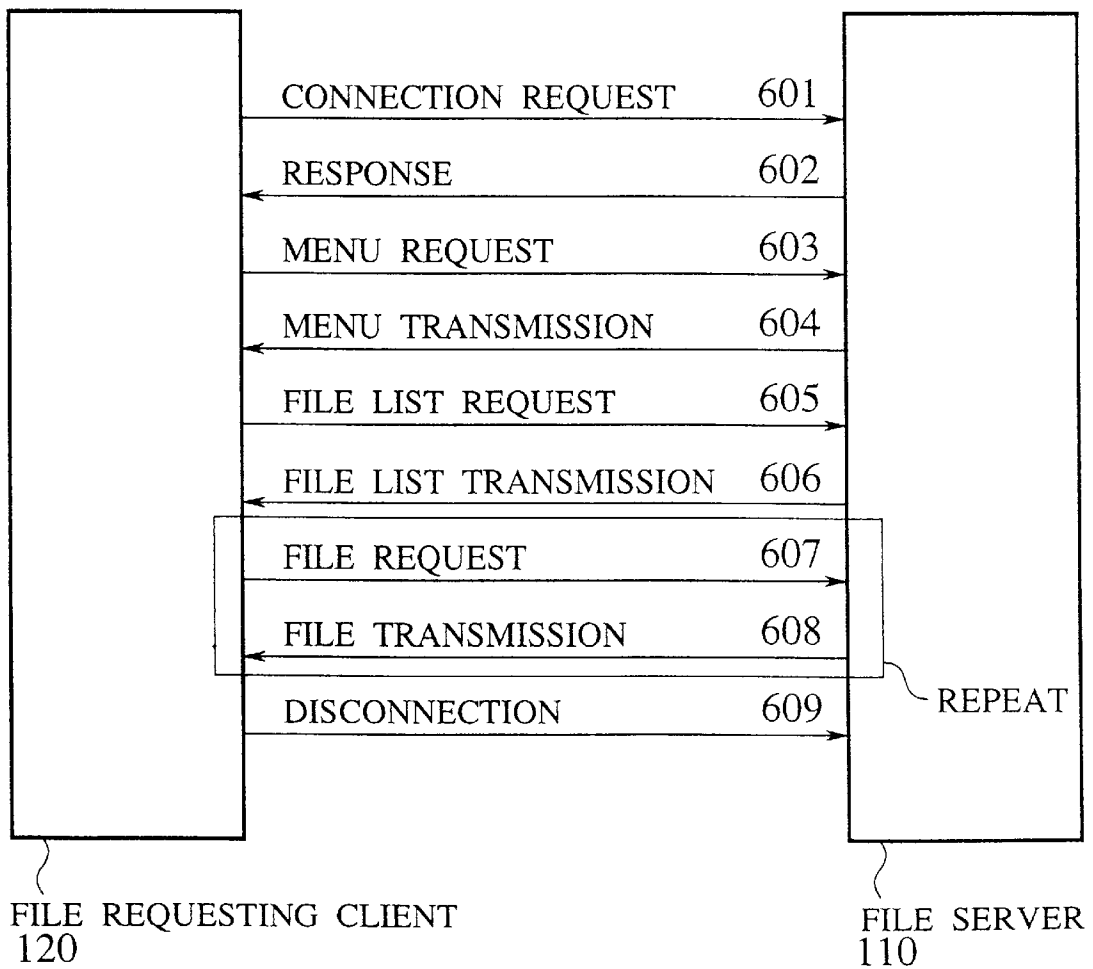 CONNECTION REQUEST 601
RESPONSE 602
MENU REQUEST 603
MENU TRANSMISSION 604
FILE LIST REQUEST 605
FILE LIST TRANSMISSION 606
FILE REQUEST 607
FILE TRANSMISSION 608
REPEAT
DISCONNECTION 609
FILE REQUESTING CLIENT
120
FILE SERVER
110